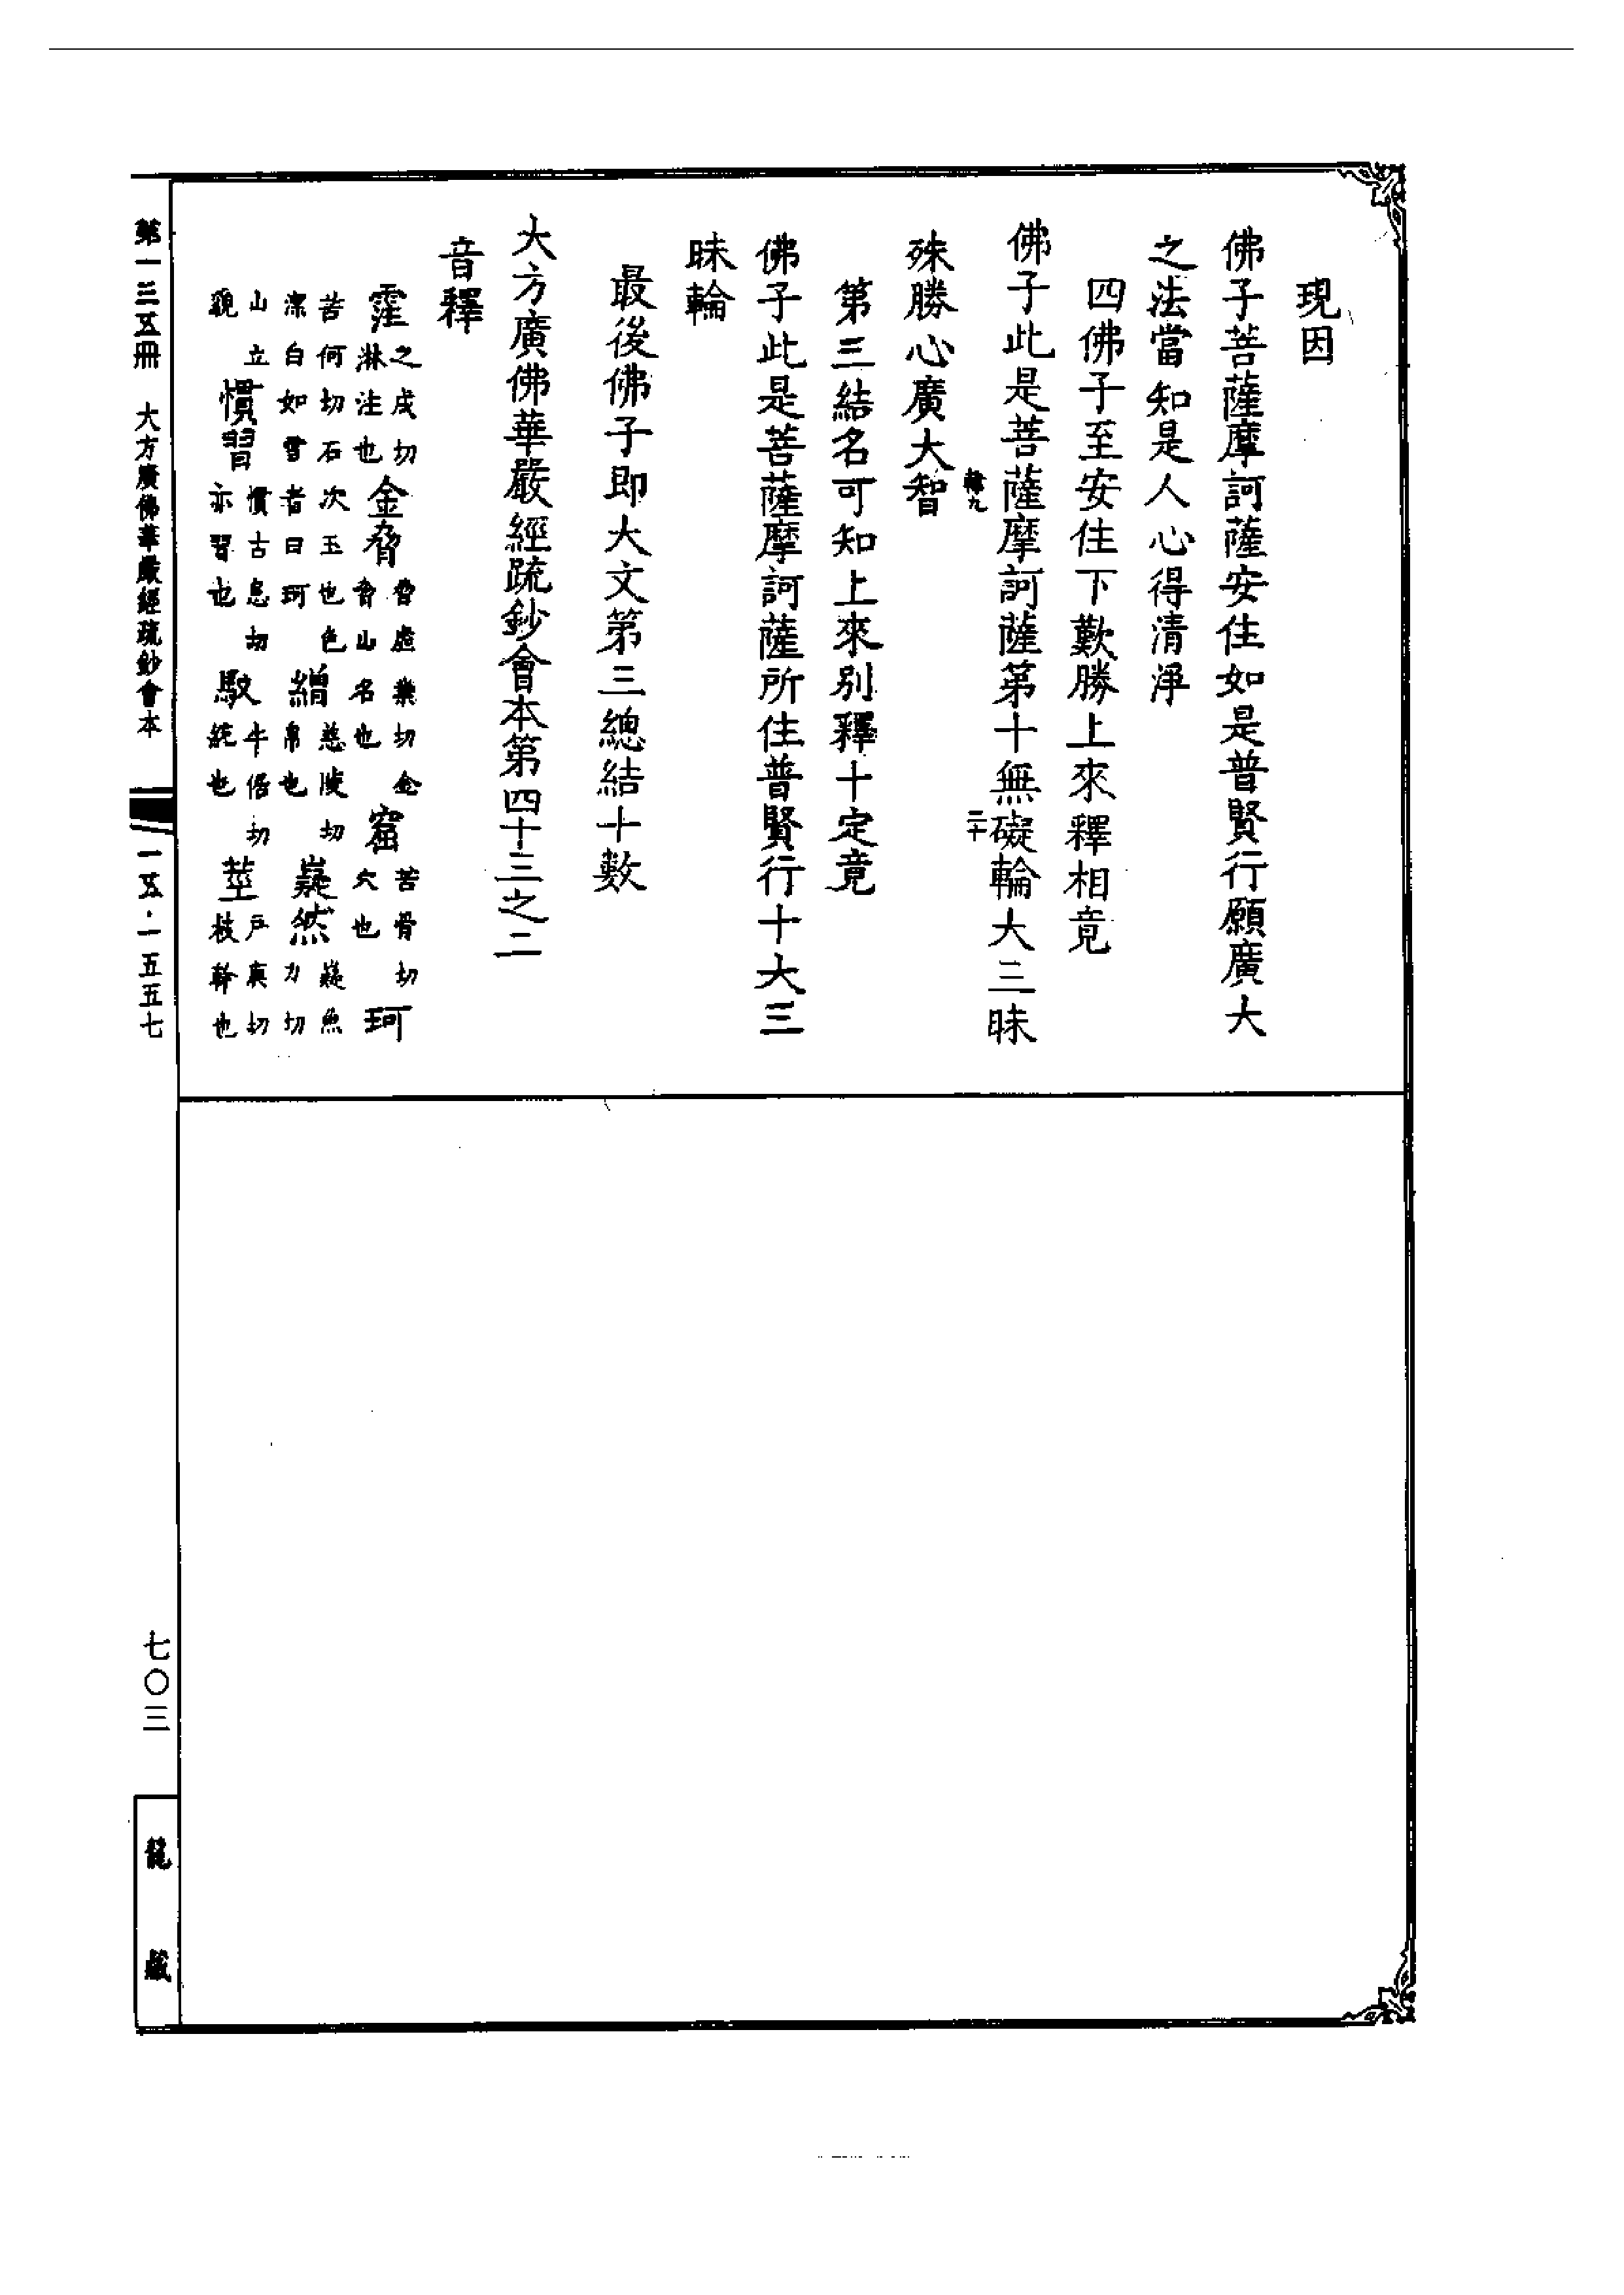 現因
佛子菩薩摩訶薩安住如是普賢行願廣大
之法當知是人心得清淨
四佛子至安住下歎勝上來釋相竟
佛子此是菩薩摩訶薩第十無礙輪大三昧
二十
殊勝心廣大智
第三結名可知上來別釋十定竟
佛子此是菩薩摩訶薩所住普賢行十大三
昧輪
最後佛子即大文第三總結十數
大方廣佛華嚴經疏鈔會本第四十三之二
音釋
霔之戍切淋注也 金脅脅虛業切金脅山名也 窟苦骨切穴也 珂
苦何切石次玉也色潔白如雪者曰珂 繒慈陵切帛也 嶷然嶷魚力切
山立貌 慣習慣古患切亦習也 馭牛倨切統也 莖戶庚切枝幹也
第一三五冊 大方廣佛華嚴經疏鈔會本
一五·一五五七
七〇三
龍藏